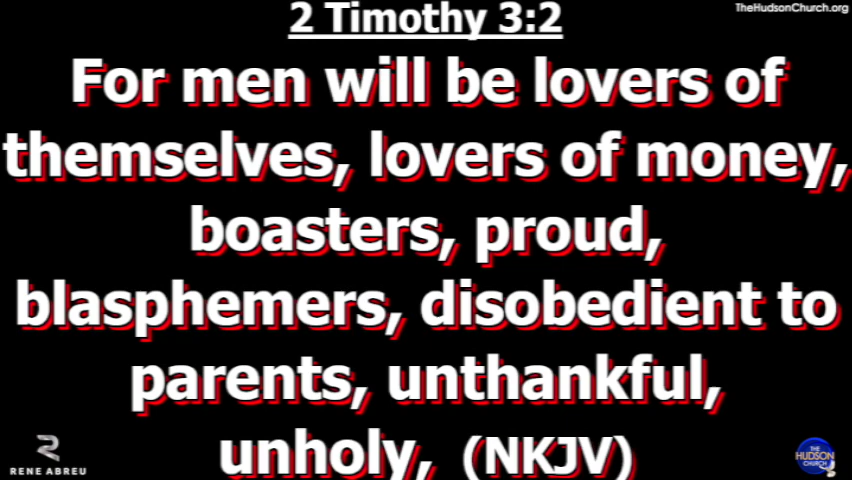 TheHudsonChurch.org
2 Timothy 3:2
For men will be lovers of
themselves, lovers of money,
boasters, proud,
blasphemers, disobedient to
parents, unthankful,
unholy, (NKJV)
RENE ABREU
THE
HUDSON
CHURCH